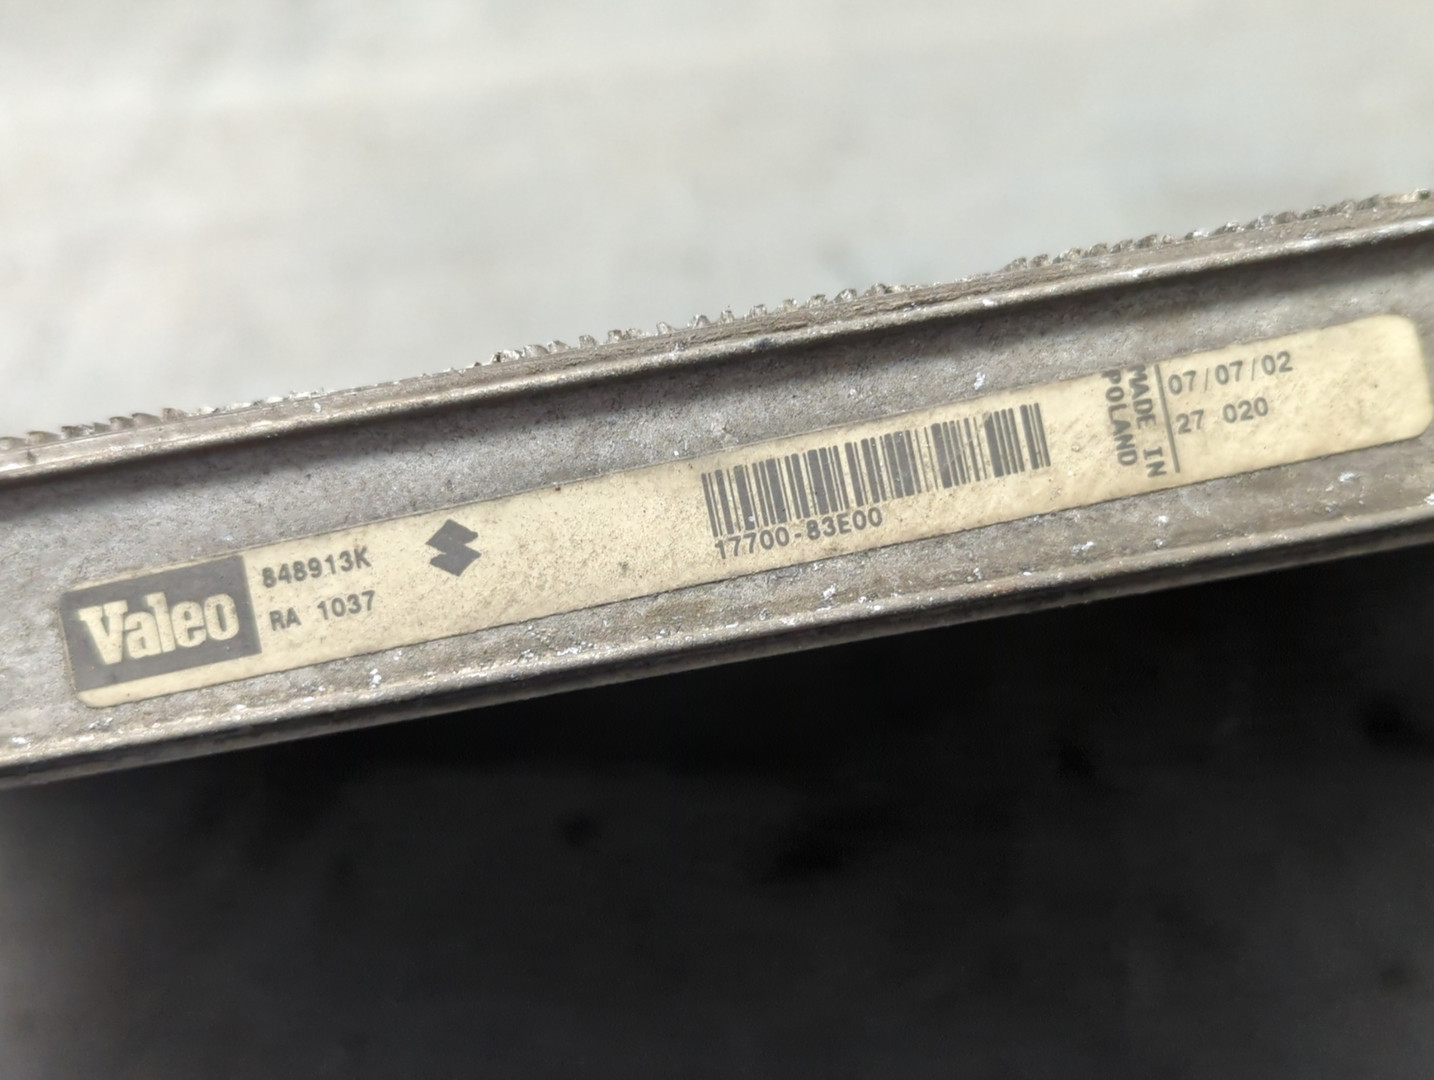 Valeo
848913K
RA 1037
17700-83E00
MADE IN
POLAND
07/07/02
27 020